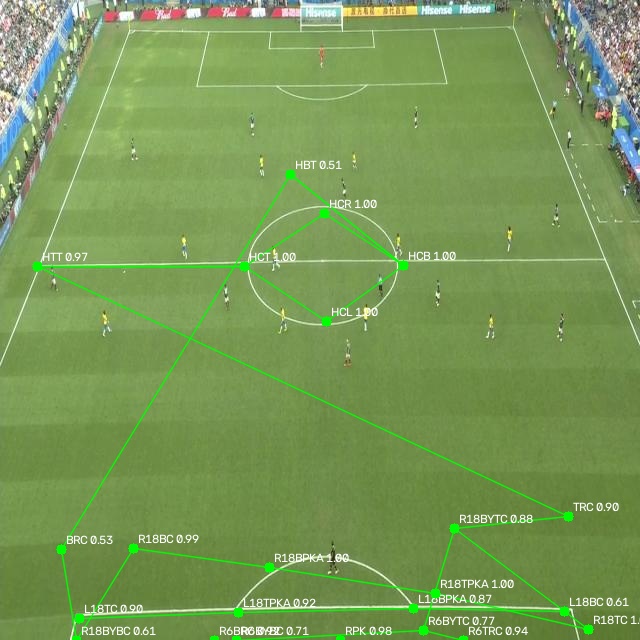 Bud
Hisense
Hisense
Hisense
HBT 0.51
HCR 1.00
HTT 0.97
HCT 1.00
HCB 1.00
HCL 1.00
TRC 0.90
R18BYTC 0.88
BRC 0.53
R18BC 0.99
R18BPKA 1.00
R18TPKA 1.00
L18TC 0.90
L18TPKA 0.92
L18BPKA 0.87
L18BC 0.61
R18BYBC 0.61
RPK 0.98
R6BYTC 0.77
R6TRC 0.94
R18TC 1.